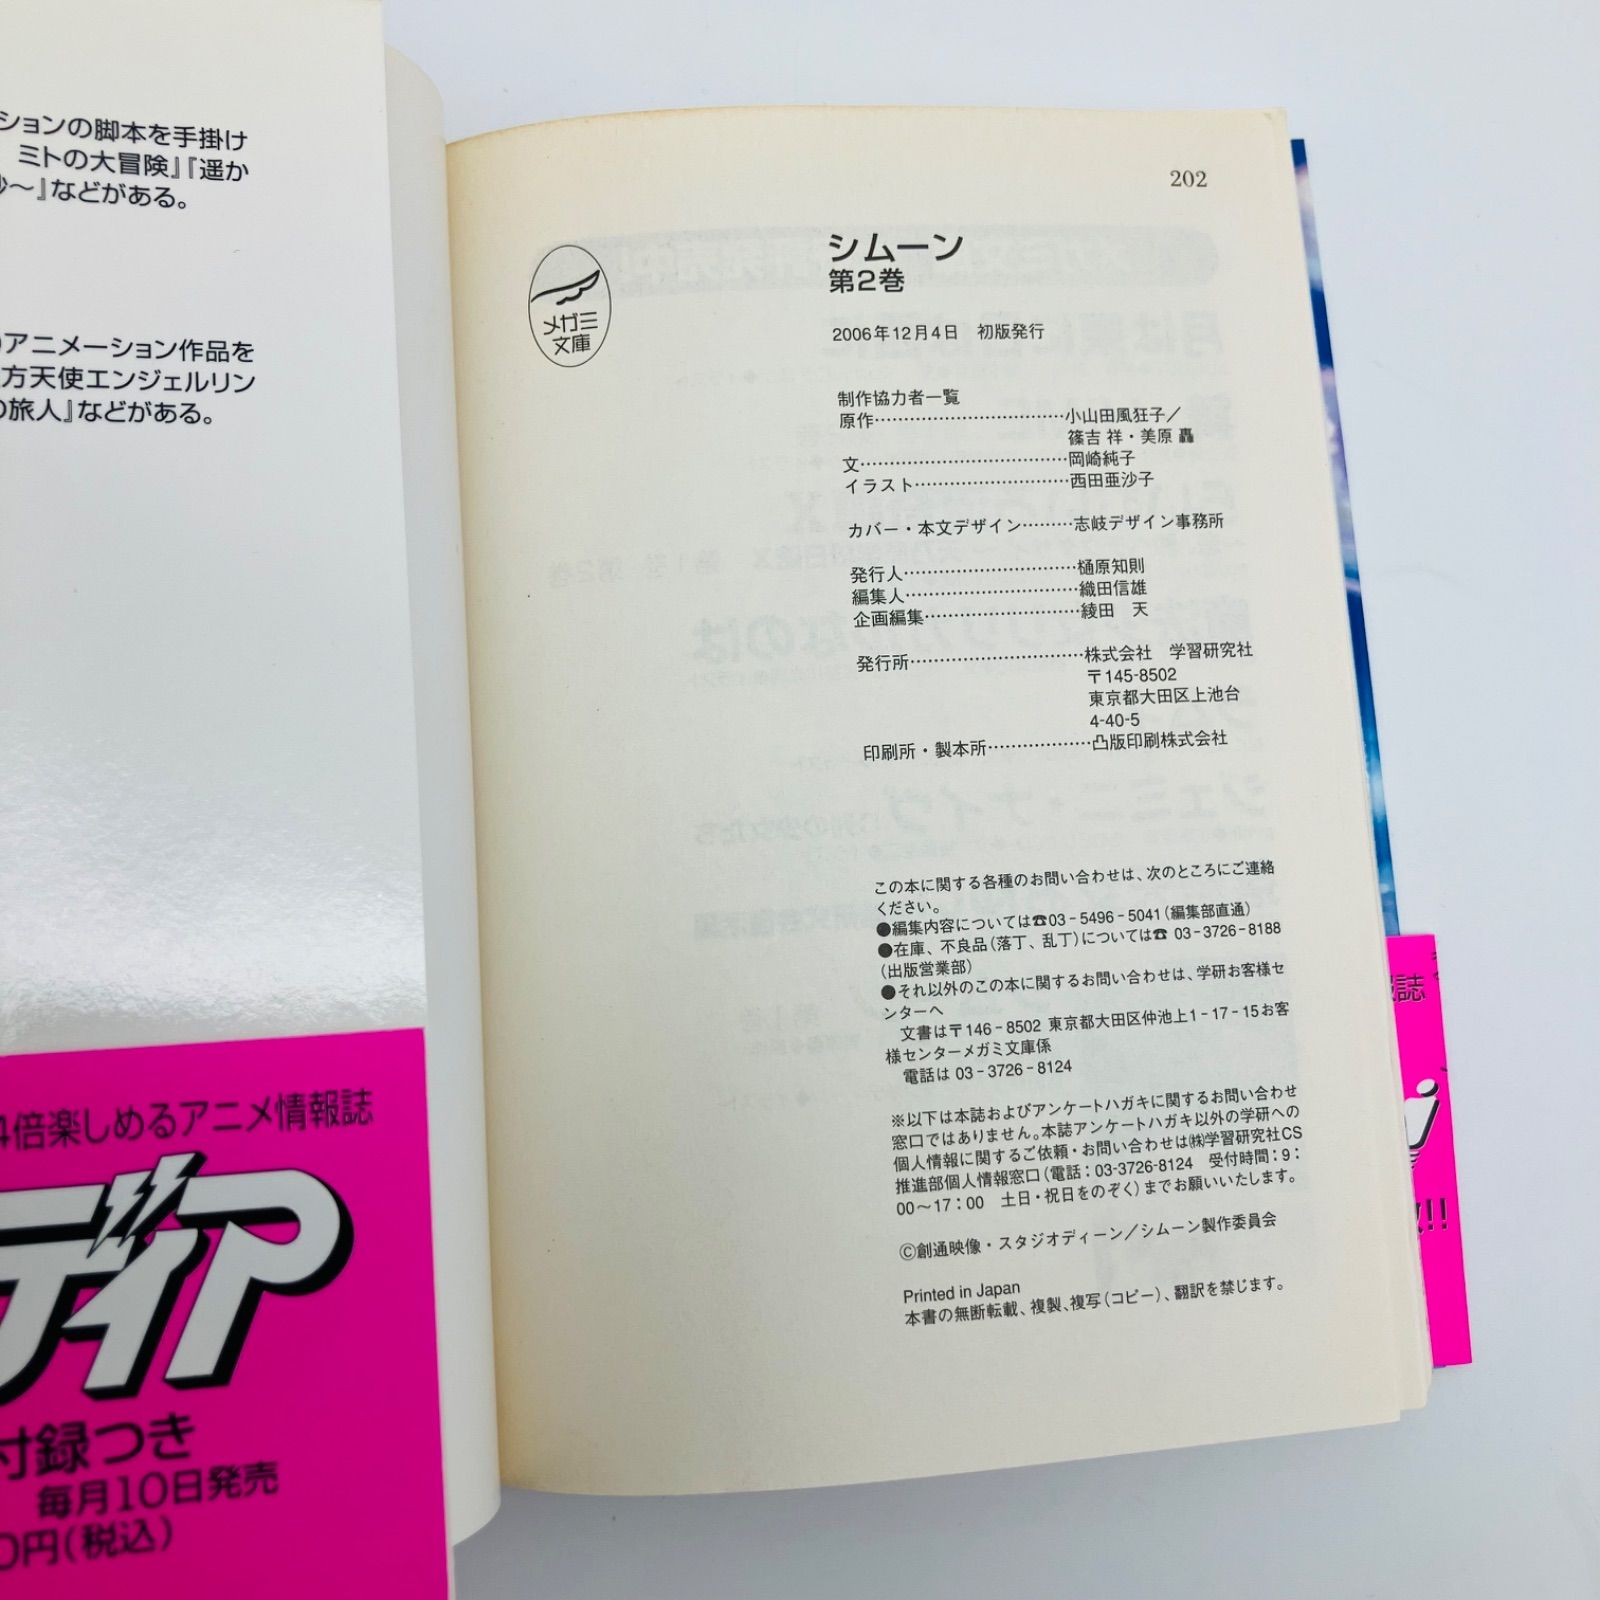 ションの脚本を手掛け
ミトの大冒険』『遥か
～』などがある。
アニメーション作品を
方天使エンジェルリン
の旅人』などがある。
4倍楽しめるアニメ情報誌
ディア
付録つき
毎月10日発売
0円(税込)
202
メガミ
文庫
シムーン
第2巻
2006年12月4日 初版発行
制作協力者一覧
原作……………………………小山田風狂子／
篠吉 祥・美原 轟
文………………………………岡崎純子
イラスト………………………西田亜沙子
カバー・本文デザイン………志岐デザイン事務所
発行人…………………………樋原知則
編集人…………………………織田信雄
企画編集………………………綾田 天
発行所…………………………株式会社 学習研究社
〒145-8502
東京都大田区上池台
4-40-5
印刷所・製本所………………凸版印刷株式会社
この本に関する各種のお問い合わせは、次のところにご連絡
ください。
●編集内容については☎03－5496－5041（編集部直通）
●在庫、不良品（落丁、乱丁）については☎ 03－3726－8188
（出版営業部）
●それ以外のこの本に関するお問い合わせは、学研お客様セ
ンターへ
文書は〒146－8502 東京都大田区仲池上1－17－15お客
様センターメガミ文庫係
電話は 03－3726－8124
※以下は本誌およびアンケートハガキに関するお問い合わせ
窓口ではありません。本誌アンケートハガキ以外の学研への
個人情報に関するご依頼・お問い合わせは㈱学習研究社CS
推進部個人情報窓口（電話：03-3726-8124 受付時間：9：
00～17：00 土日・祝日をのぞく）までお願いいたします。
©創通映像・スタジオディーン／シムーン製作委員会
Printed in Japan
本書の無断転載、複製、複写（コピー）、翻訳を禁じます。
報誌
!!